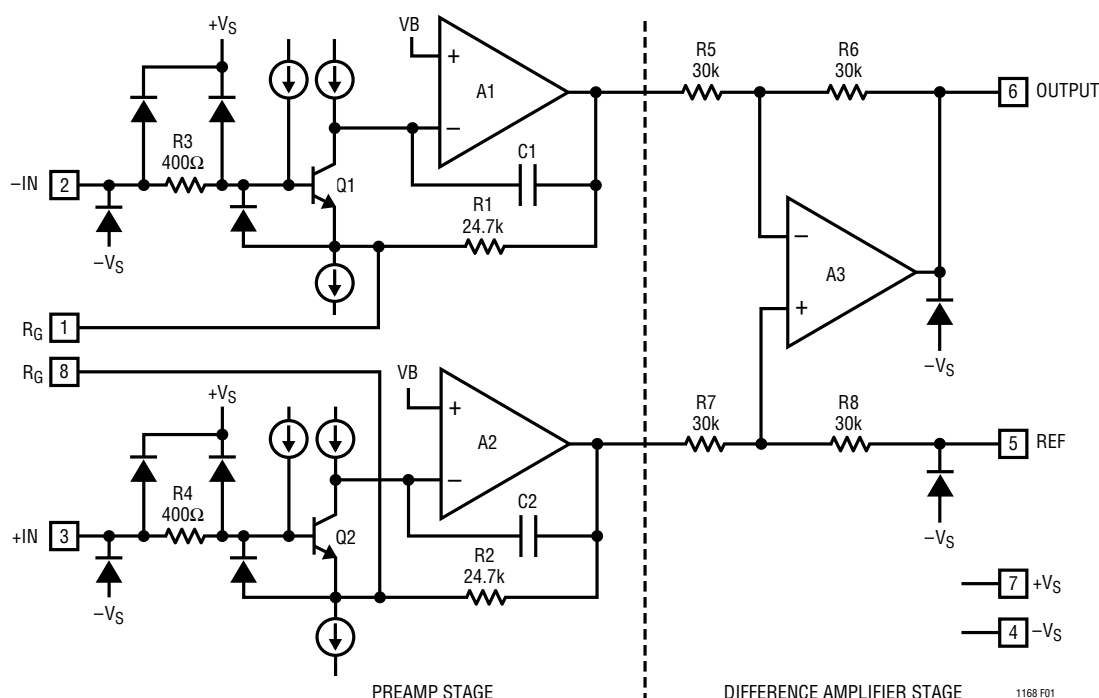 +VS
VB
R5
30k
R6
30k
6 OUTPUT
A1
+
–
R3
400Ω
C1
–IN 2
Q1
R1
24.7k
–VS
–
A3
+
–VS
RG 1
RG 8
VB
+VS
R7
30k
R8
30k
5 REF
A2
+
–
R4
400Ω
C2
+IN 3
Q2
R2
24.7k
–VS
–VS
7 +VS
4 –VS
PREAMP STAGE
DIFFERENCE AMPLIFIER STAGE
1168 F01